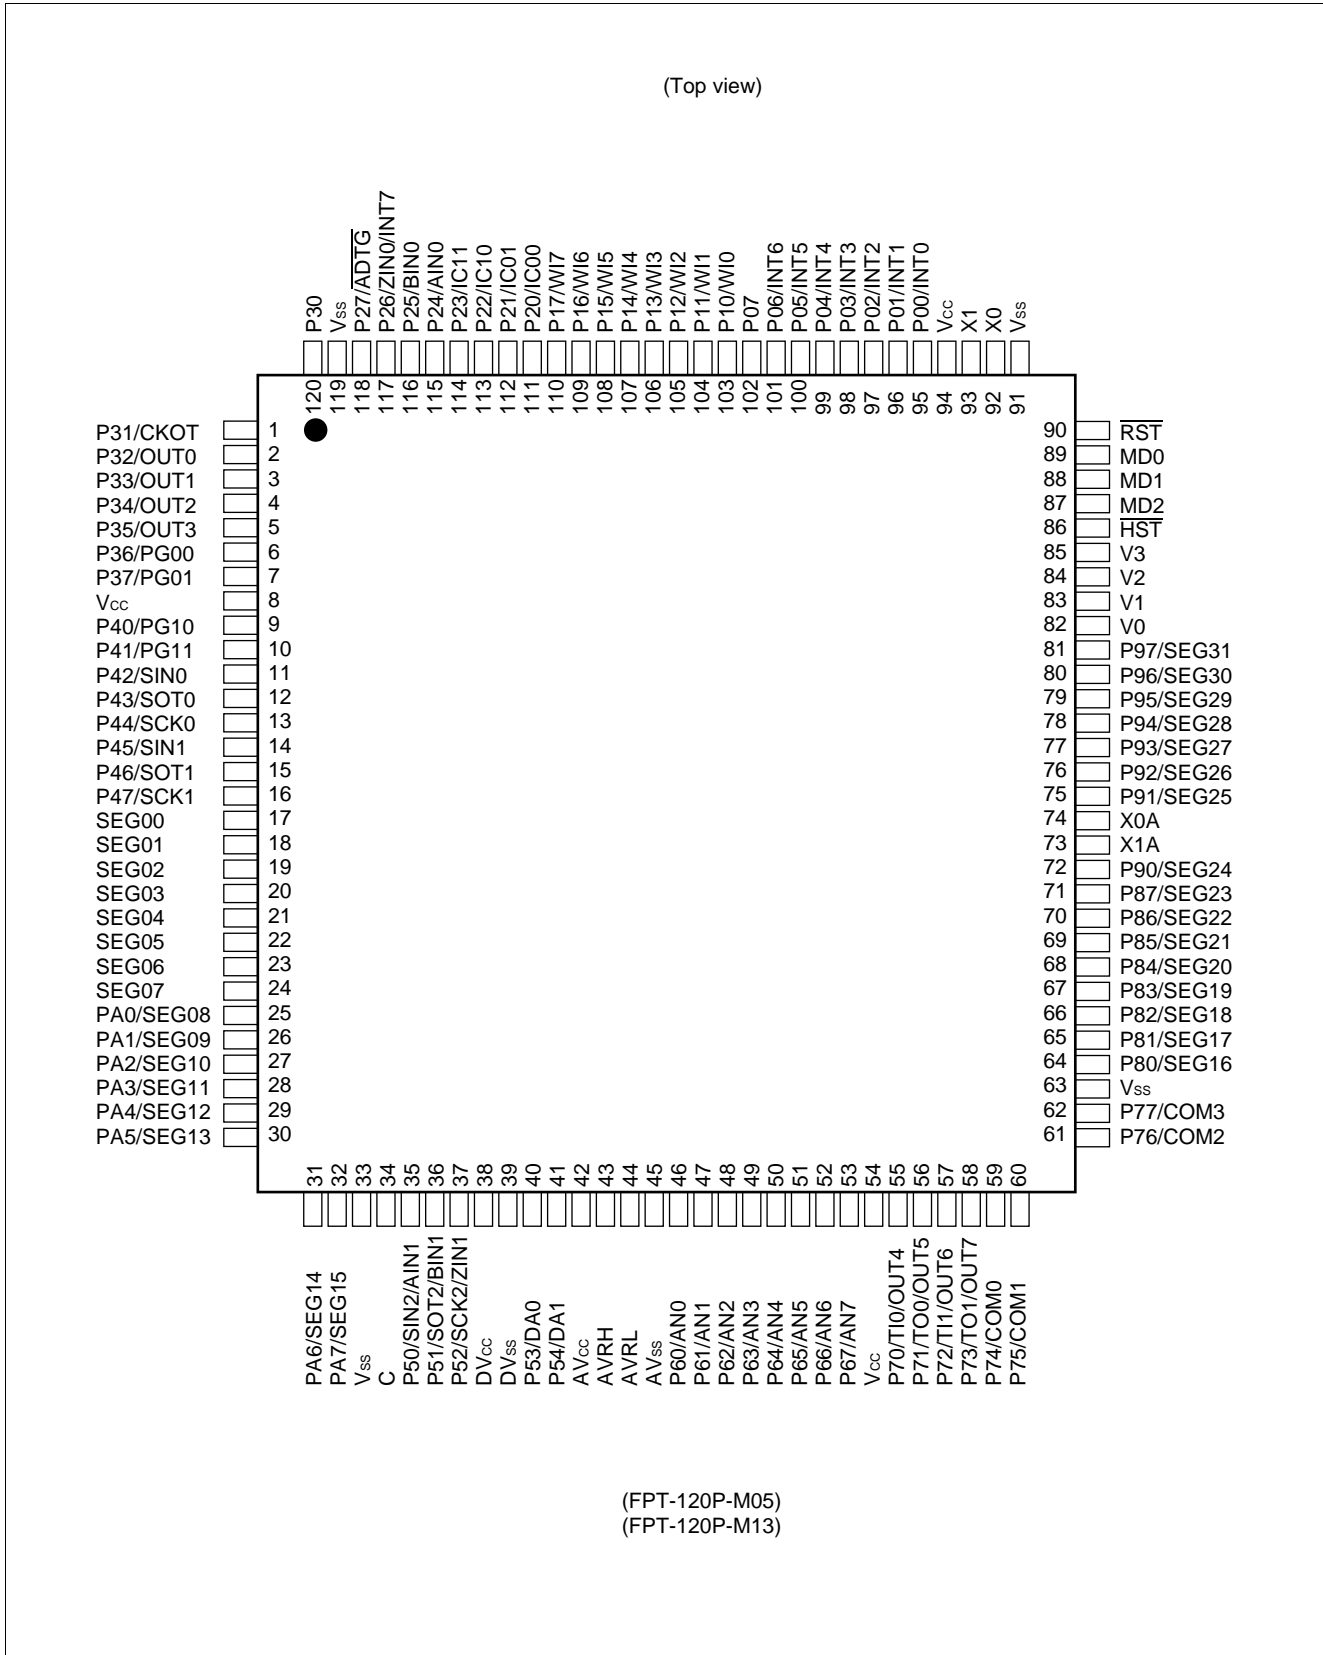 (Top view)
P30
Vss
P27/ADTG
P26/ZIN0/INT7
P25/BIN0
P24/AIN0
P23/IC11
P22/IC10
P21/IC01
P20/IC00
P17/WI7
P16/WI6
P15/WI5
P14/WI4
P13/WI3
P12/WI2
P11/WI1
P10/WI0
P07
P06/INT6
P05/INT5
P04/INT4
P03/INT3
P02/INT2
P01/INT1
P00/INT0
Vcc
X1
X0
Vss
120
119
118
117
116
115
114
113
112
111
110
109
108
107
106
105
104
103
102
101
100
99
98
97
96
95
94
93
92
91
P31/CKOT 1
P32/OUT0 2
P33/OUT1 3
P34/OUT2 4
P35/OUT3 5
P36/PG00 6
P37/PG01 7
Vcc 8
P40/PG10 9
P41/PG11 10
P42/SIN0 11
P43/SOT0 12
P44/SCK0 13
P45/SIN1 14
P46/SOT1 15
P47/SCK1 16
SEG00 17
SEG01 18
SEG02 19
SEG03 20
SEG04 21
SEG05 22
SEG06 23
SEG07 24
PA0/SEG08 25
PA1/SEG09 26
PA2/SEG10 27
PA3/SEG11 28
PA4/SEG12 29
PA5/SEG13 30
90 RST
89 MD0
88 MD1
87 MD2
86 HST
85 V3
84 V2
83 V1
82 V0
81 P97/SEG31
80 P96/SEG30
79 P95/SEG29
78 P94/SEG28
77 P93/SEG27
76 P92/SEG26
75 P91/SEG25
74 X0A
73 X1A
72 P90/SEG24
71 P87/SEG23
70 P86/SEG22
69 P85/SEG21
68 P84/SEG20
67 P83/SEG19
66 P82/SEG18
65 P81/SEG17
64 P80/SEG16
63 Vss
62 P77/COM3
61 P76/COM2
31
32
33
34
35
36
37
38
39
40
41
42
43
44
45
46
47
48
49
50
51
52
53
54
55
56
57
58
59
60
PA6/SEG14
PA7/SEG15
Vss
C
P50/SIN2/AIN1
P51/SOT2/BIN1
P52/SCK2/ZIN1
DVcc
DVss
P53/DA0
P54/DA1
AVcc
AVRH
AVRL
AVss
P60/AN0
P61/AN1
P62/AN2
P63/AN3
P64/AN4
P65/AN5
P66/AN6
P67/AN7
Vcc
P70/TI0/OUT4
P71/TO0/OUT5
P72/TI1/OUT6
P73/TO1/OUT7
P74/COM0
P75/COM1
(FPT-120P-M05)
(FPT-120P-M13)